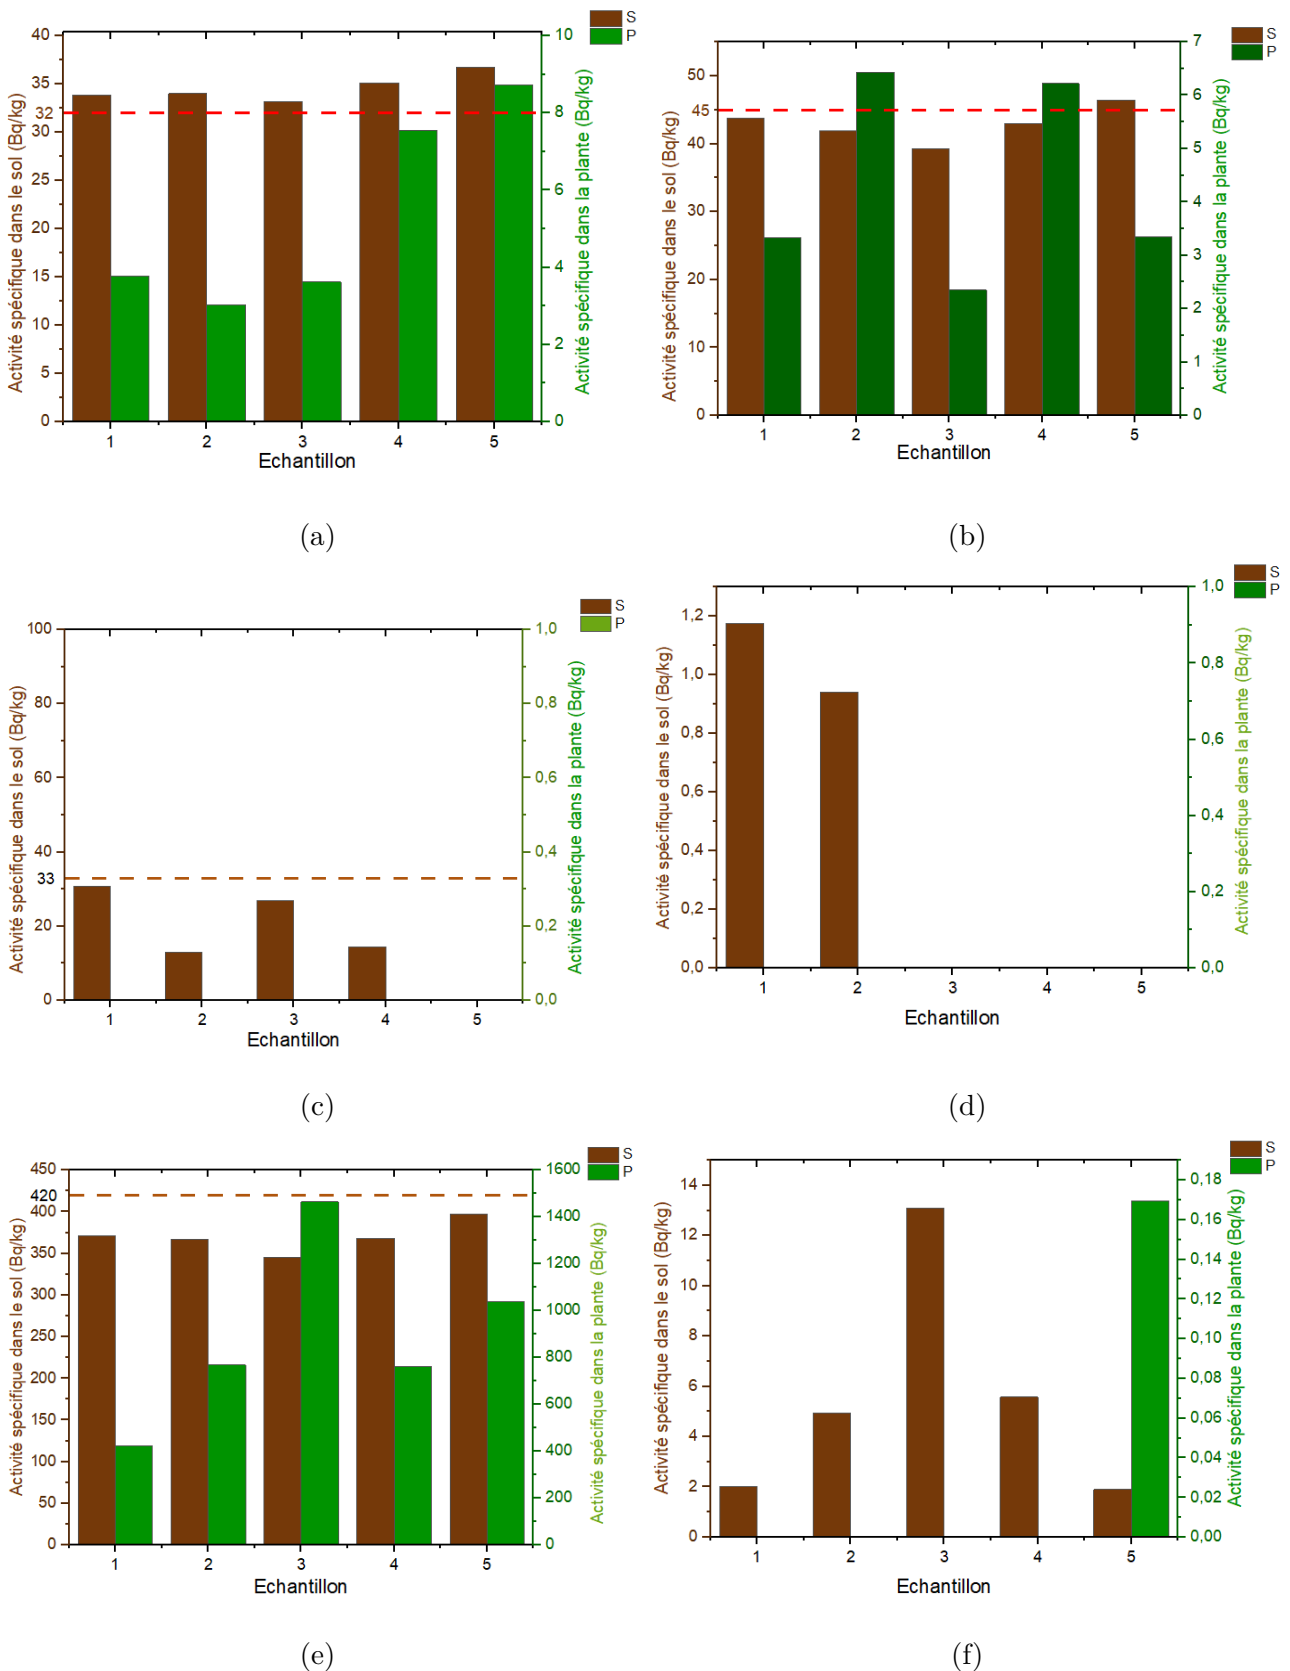 S
P
Activité spécifique dans le sol (Bq/kg)
40
35
32
30
25
20
15
10
5
0
1 2 3 4 5
Echantillon
10
8
6
4
2
0
Activité spécifique dans la plante (Bq/kg)
(a)
S
P
Activité spécifique dans le sol (Bq/kg)
50
45
40
30
20
10
0
1 2 3 4 5
Echantillon
7
6
5
4
3
2
1
0
Activité spécifique dans la plante (Bq/kg)
(b)
S
P
Activité spécifique dans le sol (Bq/kg)
100
80
60
40
33
20
0
1 2 3 4 5
Echantillon
1,0
0,8
0,6
0,4
0,2
0,0
Activité spécifique dans la plante (Bq/kg)
(c)
S
P
Activité spécifique dans le sol (Bq/kg)
1,2
1,0
0,8
0,6
0,4
0,2
0,0
1 2 3 4 5
Echantillon
1,0
0,8
0,6
0,4
0,2
0,0
Activité spécifique dans la plante (Bq/kg)
(d)
S
P
Activité spécifique dans le sol (Bq/kg)
450
420
400
350
300
250
200
150
100
50
0
1 2 3 4 5
Echantillon
1600
1400
1200
1000
800
600
400
200
0
Activité spécifique dans la plante (Bq/kg)
(e)
S
P
Activité spécifique dans le sol (Bq/kg)
14
12
10
8
6
4
2
0
1 2 3 4 5
Echantillon
0,18
0,16
0,14
0,12
0,10
0,08
0,06
0,04
0,02
0,00
Activité spécifique dans la plante (Bq/kg)
(f)